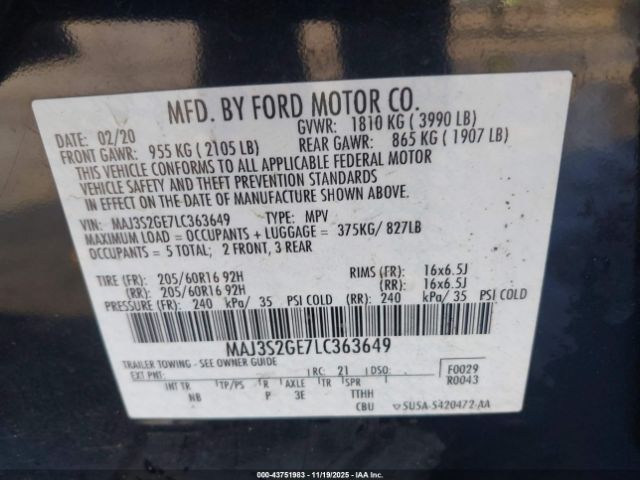 MFD. BY FORD MOTOR CO.
DATE: 02/20 GVWR: 1810 KG ( 3990 LB)
FRONT GAWR: 955 KG ( 2105 LB) REAR GAWR: 865 KG ( 1907 LB)
THIS VEHICLE CONFORMS TO ALL APPLICABLE FEDERAL MOTOR
VEHICLE SAFETY AND THEFT PREVENTION STANDARDS
IN EFFECT ON THE DATE OF MANUFACTURE SHOWN ABOVE.
VIN: MAJ3S2GE7LC363649 TYPE: MPV
MAXIMUM LOAD = OCCUPANTS + LUGGAGE = 375KG/ 827LB
OCCUPANTS = 5 TOTAL; 2 FRONT, 3 REAR
TIRE (FR): 205/60R16 92H RIMS (FR): 16x6.5J
(RR): 205/60R16 92H (RR): 16x6.5J
PRESSURE (FR): 240 kPa/ 35 PSI COLD (RR): 240 kPa/ 35 PSI COLD
MAJ3S2GE7LC363649
TRAILER TOWING - SEE OWNER GUIDE
EXT PNT: RC: 21 DSO: F0029
INT TR TP/PS R AXLE TR SPR R0043
NB P 3E TTHH
CBU SU5A-5420472-AA
000-43751983 - 11/19/2025 - IAA Inc.